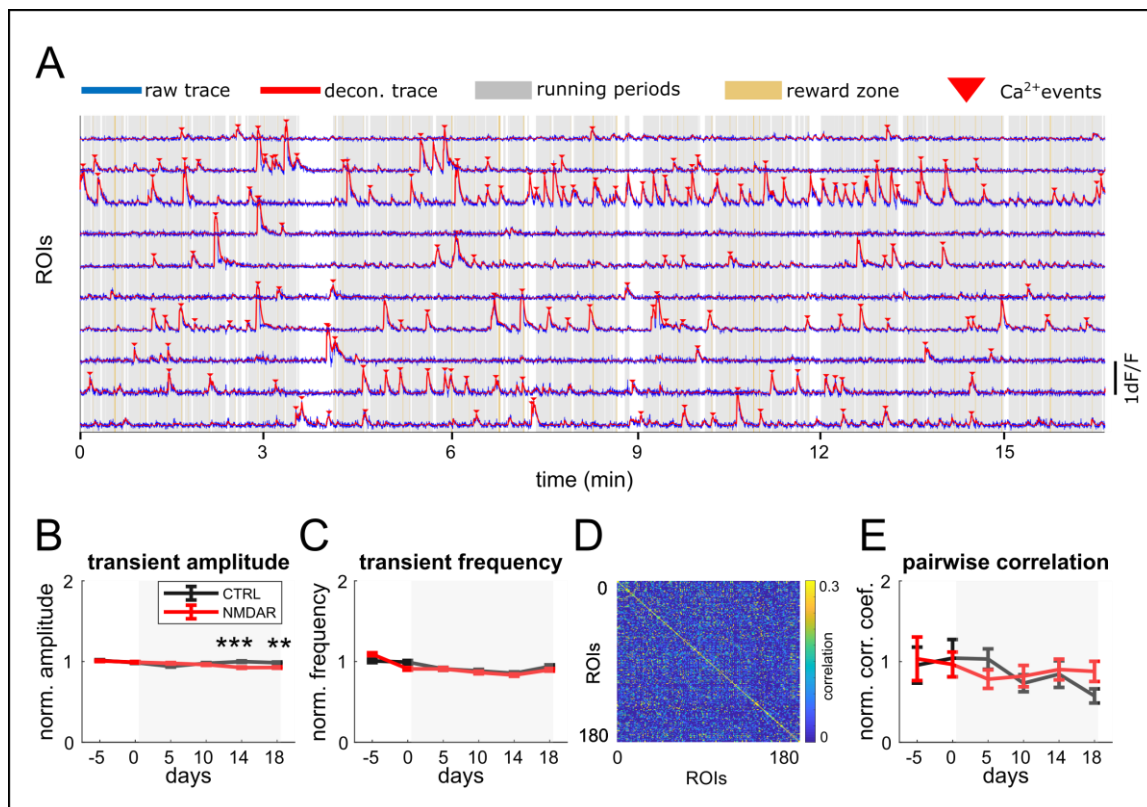 A
raw trace decon. trace running periods reward zone Ca²⁺events
ROIs
1dF/F
0 3 6 9 12 15
time (min)
B
transient amplitude
norm. amplitude
2
1
0
CTRL
NMDAR
*** **
-5 0 5 10 14 18
days
C
transient frequency
norm. frequency
2
1
0
-5 0 5 10 14 18
days
D
0
ROIs
180
0 180
ROIs
0.3
correlation
0
E
pairwise correlation
norm. corr. coef.
2
1
0
-5 0 5 10 14 18
days